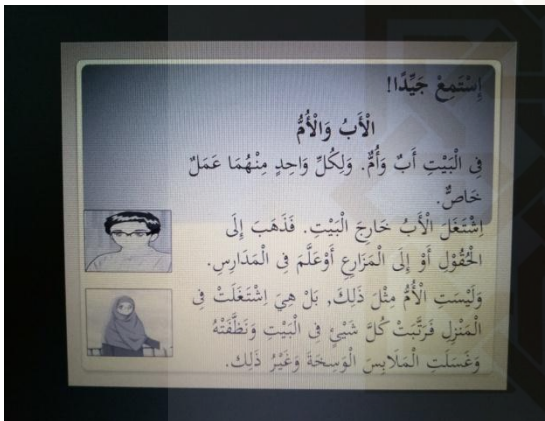 إِسْتَمِعْ جَيِّدًا!
الْأَبُ وَالْأُمُّ
فِى الْبَيْتِ أَبٌ وَأُمٌّ. وَلِكُلِّ وَاحِدٍ مِنْهُمَا عَمَلٌ
خَاصٌّ.
اِشْتَغَلَ الْأَبُ خَارِجَ الْبَيْتِ. فَذَهَبَ إِلَى
الْحُقُوْلِ أَوْ إِلَى الْمَزَارِعِ أَوْعَلَّمَ فِى الْمَدَارِسِ.
وَلَيْسَتِ الْأُمُّ مِثْلَ ذَلِكَ, بَلْ هِيَ اِشْتَغَلَتْ فِى
الْمَنْزِلِ فَرَتَّبَتْ كُلَّ شَيْئٍ فِى الْبَيْتِ وَنَظَّفَتْهُ
وَغَسَلَتِ الْمَلَابِسَ الْوَسِخَةَ وَغَيْرُ ذَلِك.